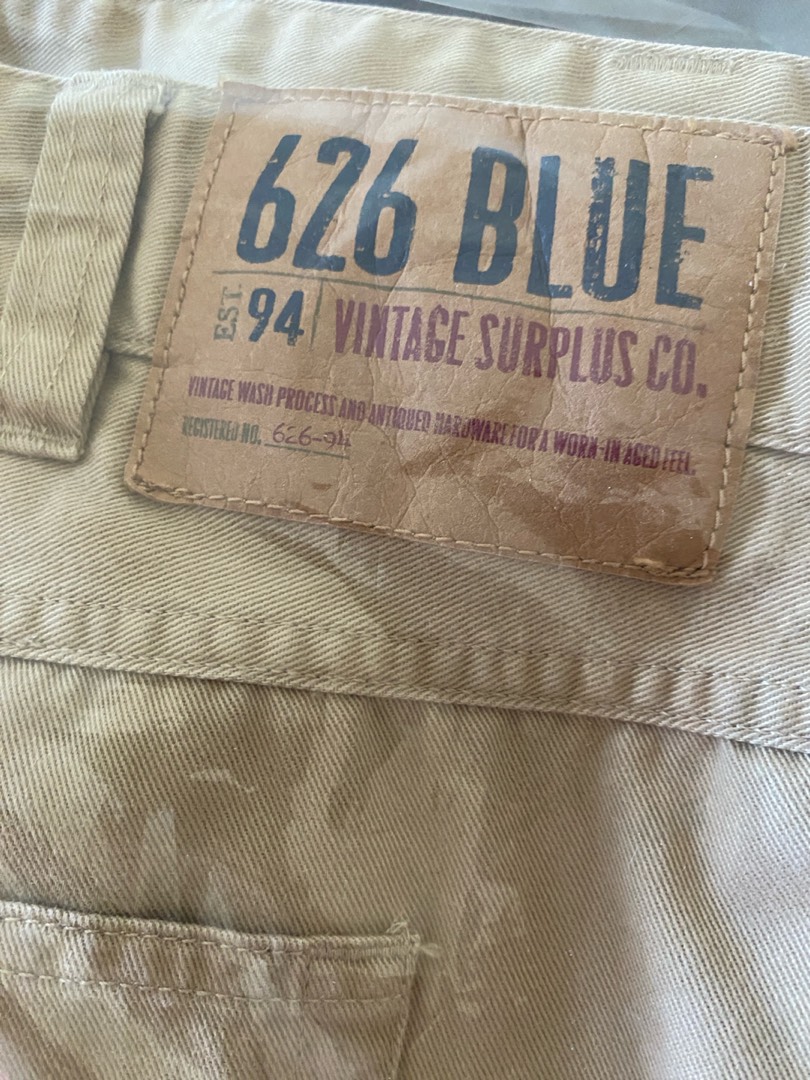 626 BLUE
EST. 94 VINTAGE SURPLUS CO.
VINTAGE WASH PROCESS AND ANTIQUED HARDWARE FOR A WORN-IN AGED FEEL.
REGISTERED NO. 626-94